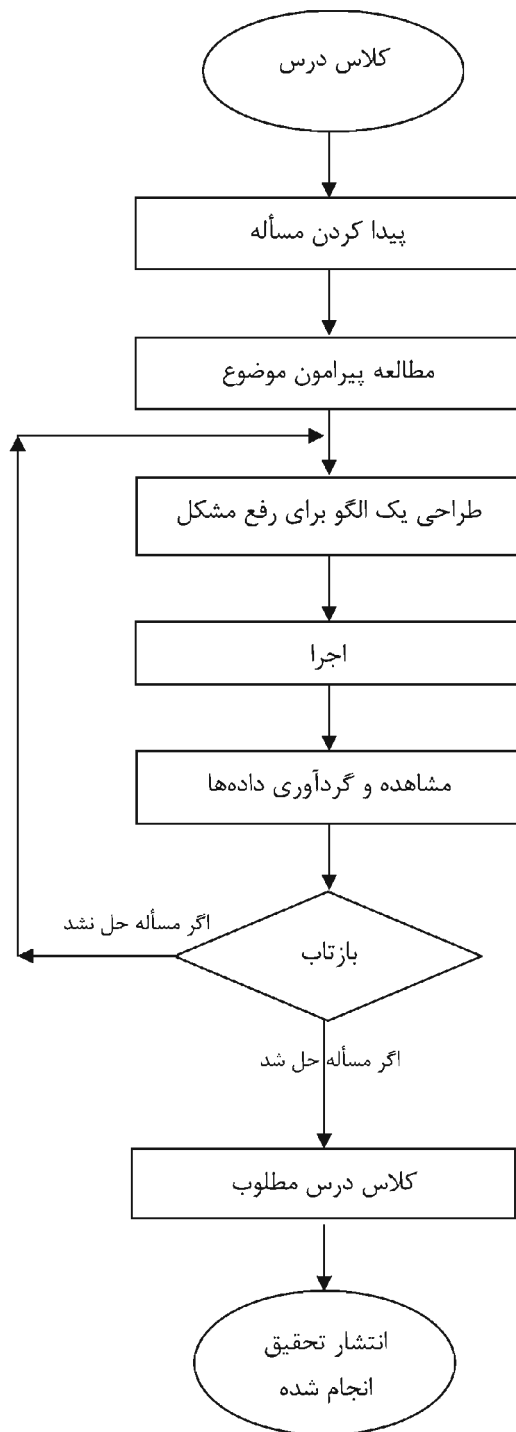 کلاس درس
پیدا کردن مسأله
مطالعه پیرامون موضوع
طراحی یک الگو برای رفع مشکل
اجرا
مشاهده و گردآوری داده‌ها
اگر مسأله حل نشد
بازتاب
اگر مسأله حل شد
کلاس درس مطلوب
انتشار تحقیق
انجام شده